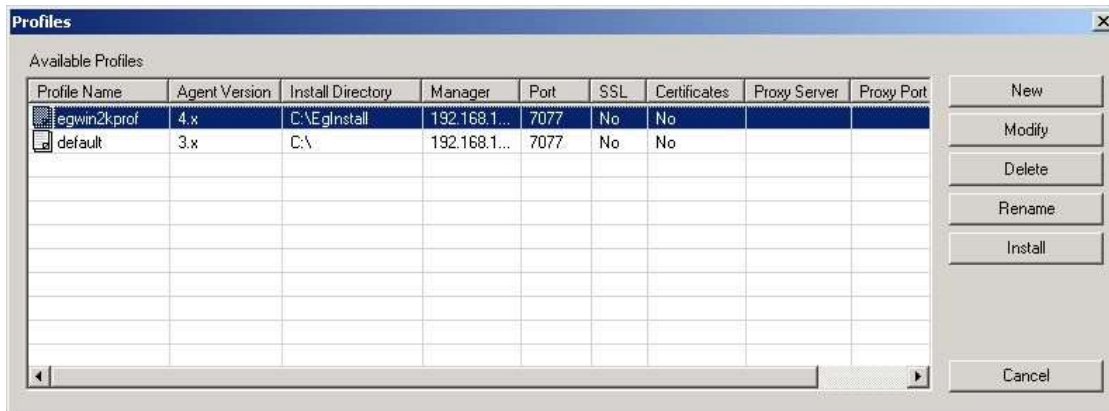 Profiles
Available Profiles
Profile Name Agent Version Install Directory Manager Port SSL Certificates Proxy Server Proxy Port
egwin2kprof 4.x C:\EgInstall 192.168.1... 7077 No No
default 3.x C:\ 192.168.1... 7077 No No
New
Modify
Delete
Rename
Install
Cancel